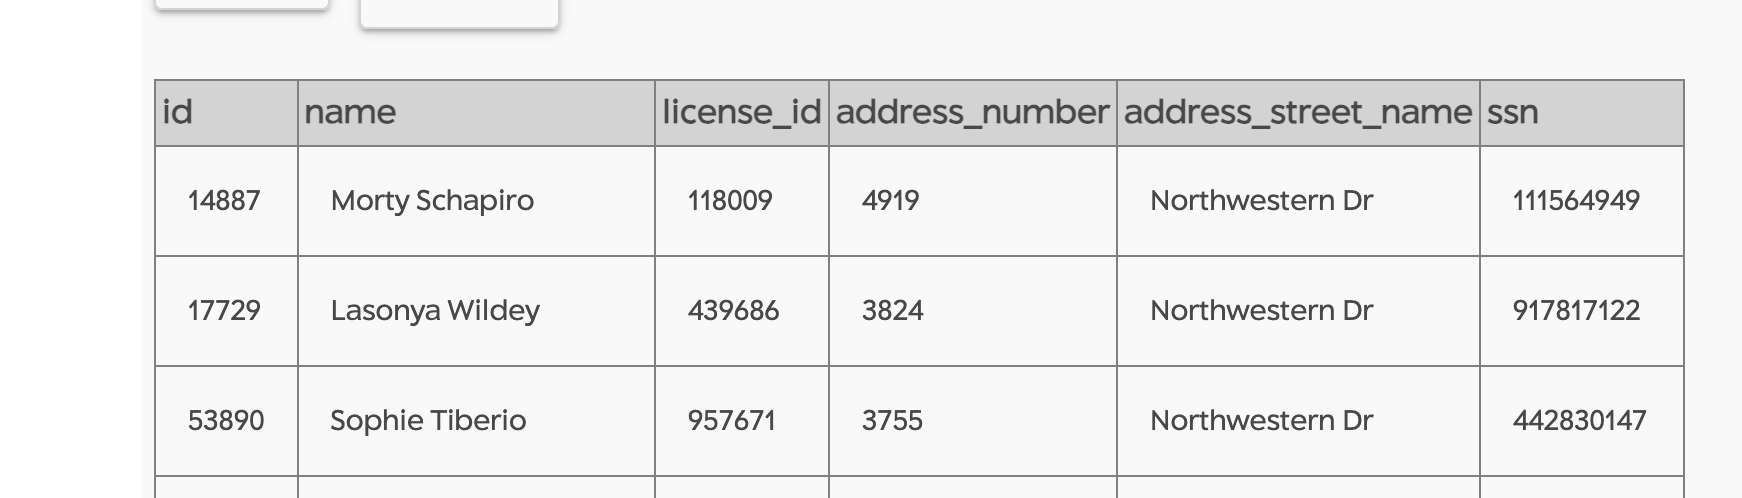 id name license_id address_number address_street_name ssn
14887 Morty Schapiro 118009 4919 Northwestern Dr 111564949
17729 Lasonya Wildey 439686 3824 Northwestern Dr 917817122
53890 Sophie Tiberio 957671 3755 Northwestern Dr 442830147